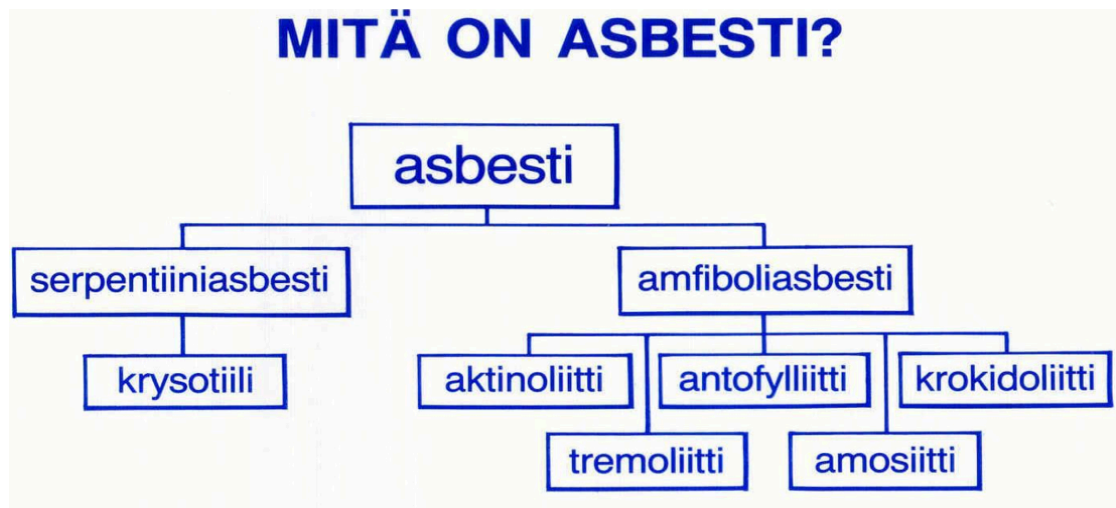 MITÄ ON ASBESTI?
asbesti
serpentiiniasbesti
amfiboliasbesti
krysotiili
aktinoliitti
antofylliitti
krokidoliitti
tremoliitti
amosiitti